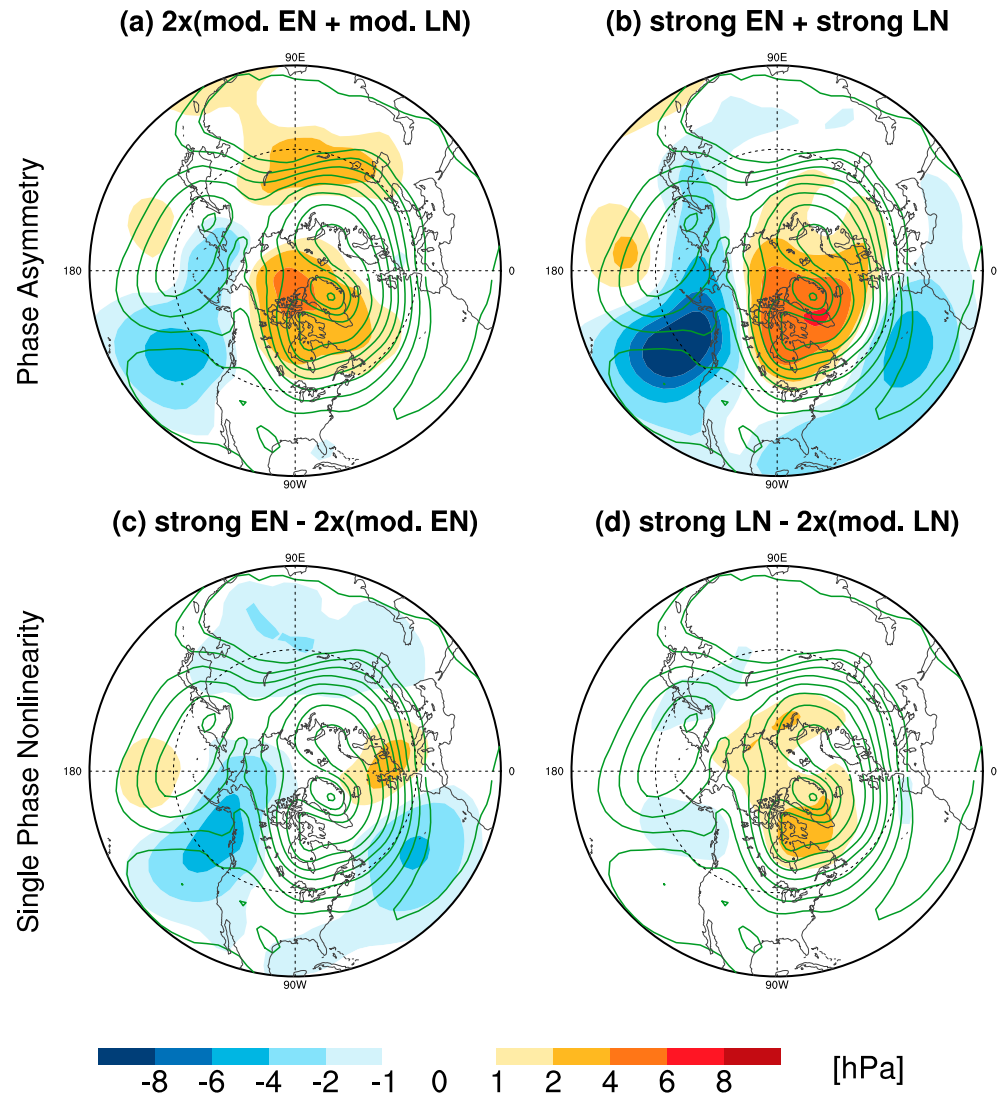 (a) 2x(mod. EN + mod. LN)
(b) strong EN + strong LN
Phase Asymmetry
90E
180
0
90W
90E
180
0
90W
(c) strong EN - 2x(mod. EN)
(d) strong LN - 2x(mod. LN)
Single Phase Nonlinearity
90E
180
0
90W
90E
180
0
90W
-8 -6 -4 -2 -1 0 1 2 4 6 8 [hPa]